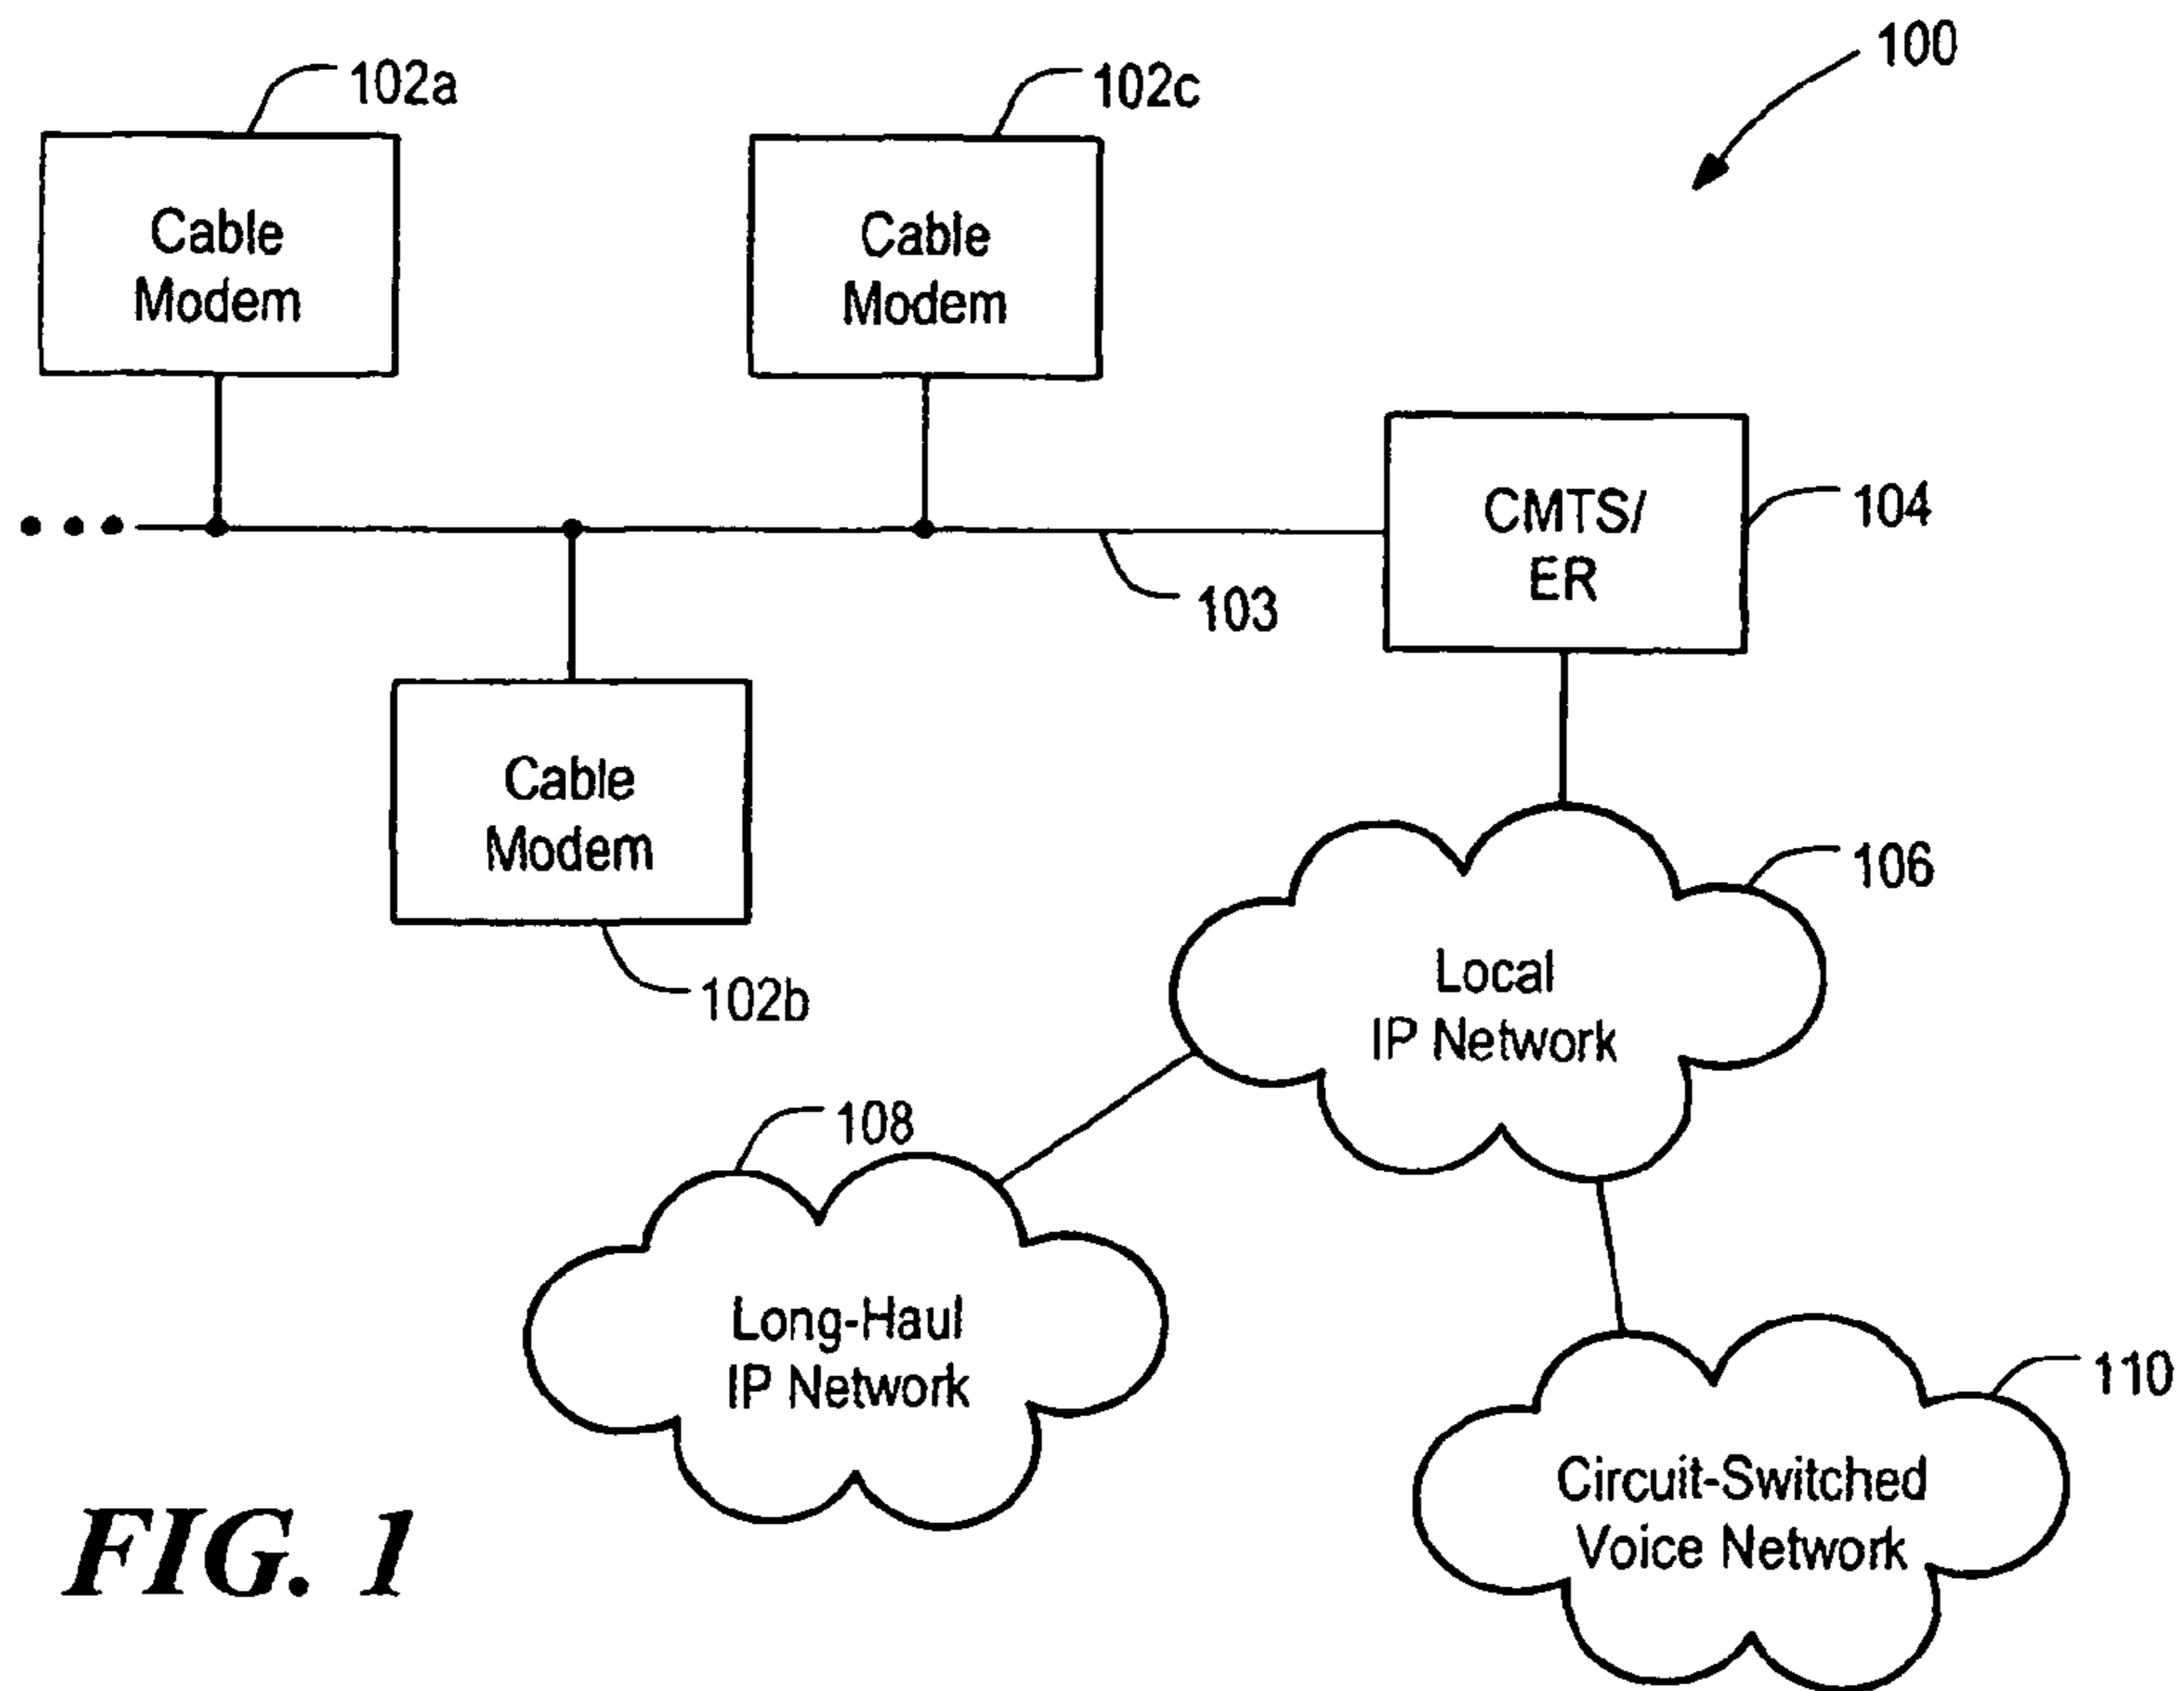 100
102a
102c
Cable
Modem
Cable
Modem
CMTS/
ER
104
103
Cable
Modem
102b
106
Local
IP Network
108
Long-Haul
IP Network
110
Circuit-Switched
Voice Network
FIG. 1